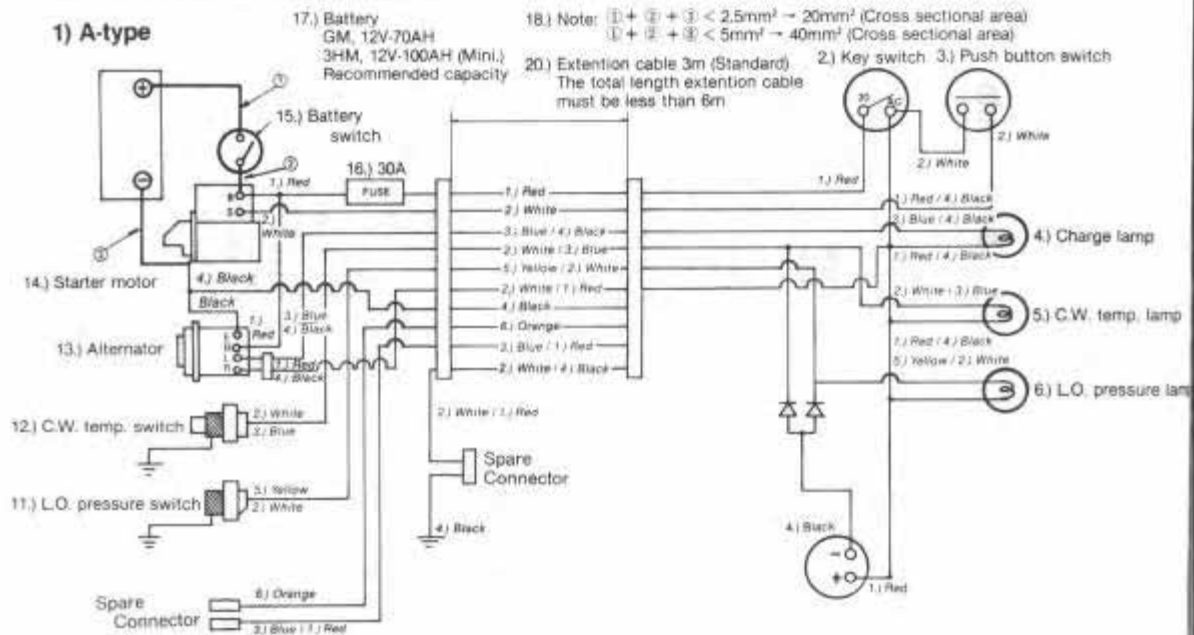 1) A-type
17.) Battery
GM, 12V-70AH
3HM, 12V-100AH (Mini.)
Recommended capacity
18.) Note: ① + ② + ③ < 2.5mm² → 20mm² (Cross sectional area)
① + ② + ③ < 5mm² → 40mm² (Cross sectional area)
20.) Extention cable 3m (Standard)
The total length extention cable
must be less than 6m
2.) Key switch
3.) Push button switch
+
①
15.) Battery
switch
30
AC
2.) White
2.) White
②
16.) 30A
FUSE
1.) Red
1.) Red
1.) Red
−
B
S
2.) White
2.) White
1.) Red / 4.) Black
3.) Blue / 4.) Black
3.) Blue / 4.) Black
4.) Charge lamp
③
2.) White / 3.) Blue
1.) Red / 4.) Black
14.) Starter motor
4.) Black
5.) Yellow / 2.) White
Black
2.) White / 1.) Red
2.) White / 3.) Blue
3.) Blue
4.) Black
4.) Black
5.) C.W. temp. lamp
1.) Red
6.) Orange
13.) Alternator
3.) Blue / 1.) Red
1.) Red / 4.) Black
1.) Red
4.) Black
5.) Yellow / 2.) White
2.) White / 4.) Black
6.) L.O. pressure lam
12.) C.W. temp. switch
2.) White
3.) Blue
2.) White / 1.) Red
Spare
Connector
11.) L.O. pressure switch
5.) Yellow
2.) White
4.) Black
4.) Black
−
+
1.) Red
Spare
Connector
6.) Orange
3.) Blue / 1.) Red